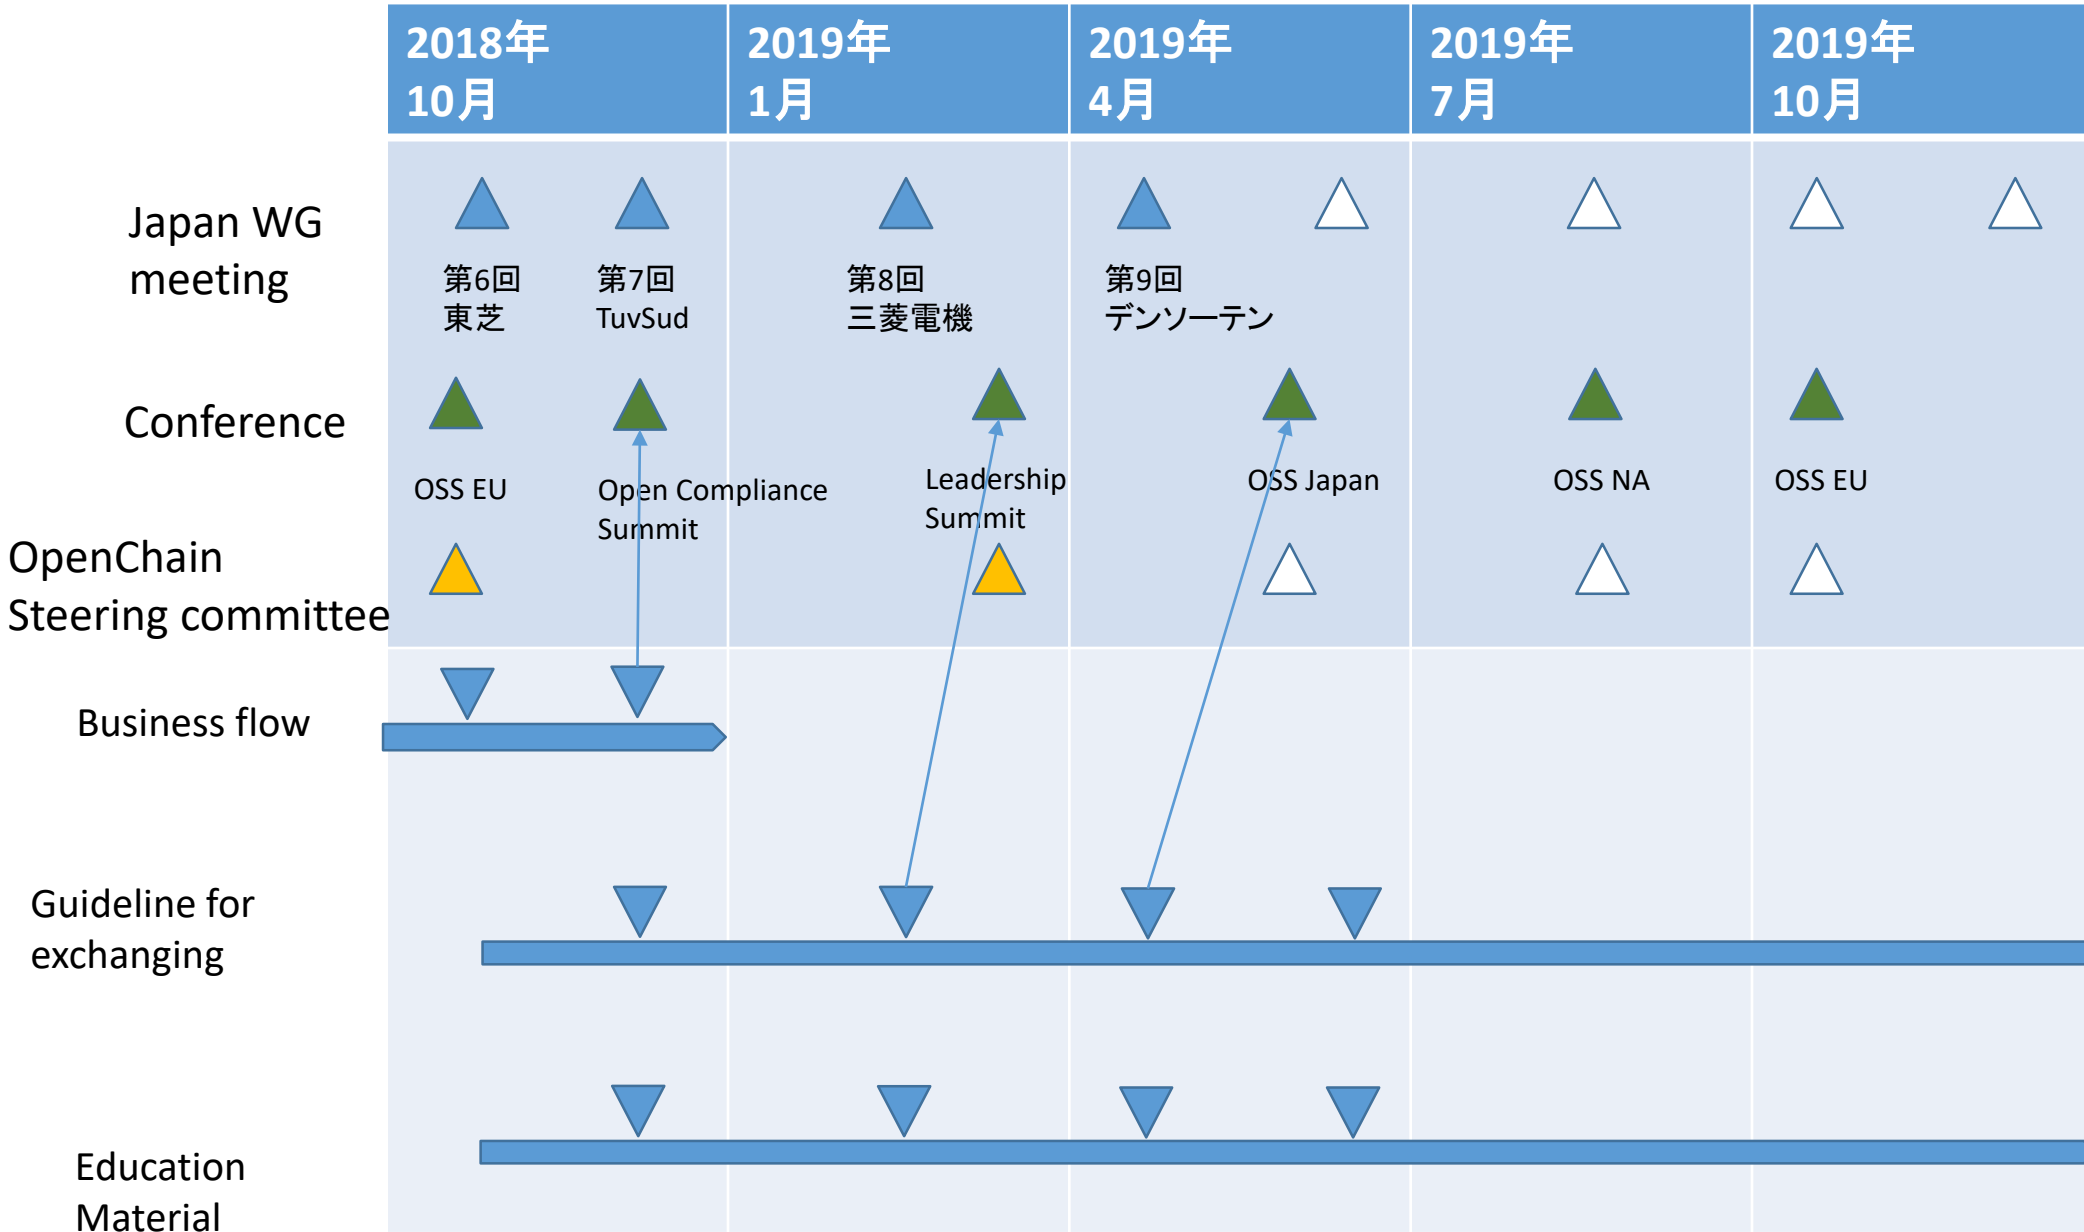 2018年
10月
2019年
1月
2019年
4月
2019年
7月
2019年
10月
Japan WG
meeting
第6回
東芝
第7回
TuvSud
第8回
三菱電機
第9回
デンソーテン
Conference
OSS EU
Open Compliance
Summit
Leadership
Summit
OSS Japan
OSS NA
OSS EU
OpenChain
Steering committee
Business flow
Guideline for
exchanging
Education
Material